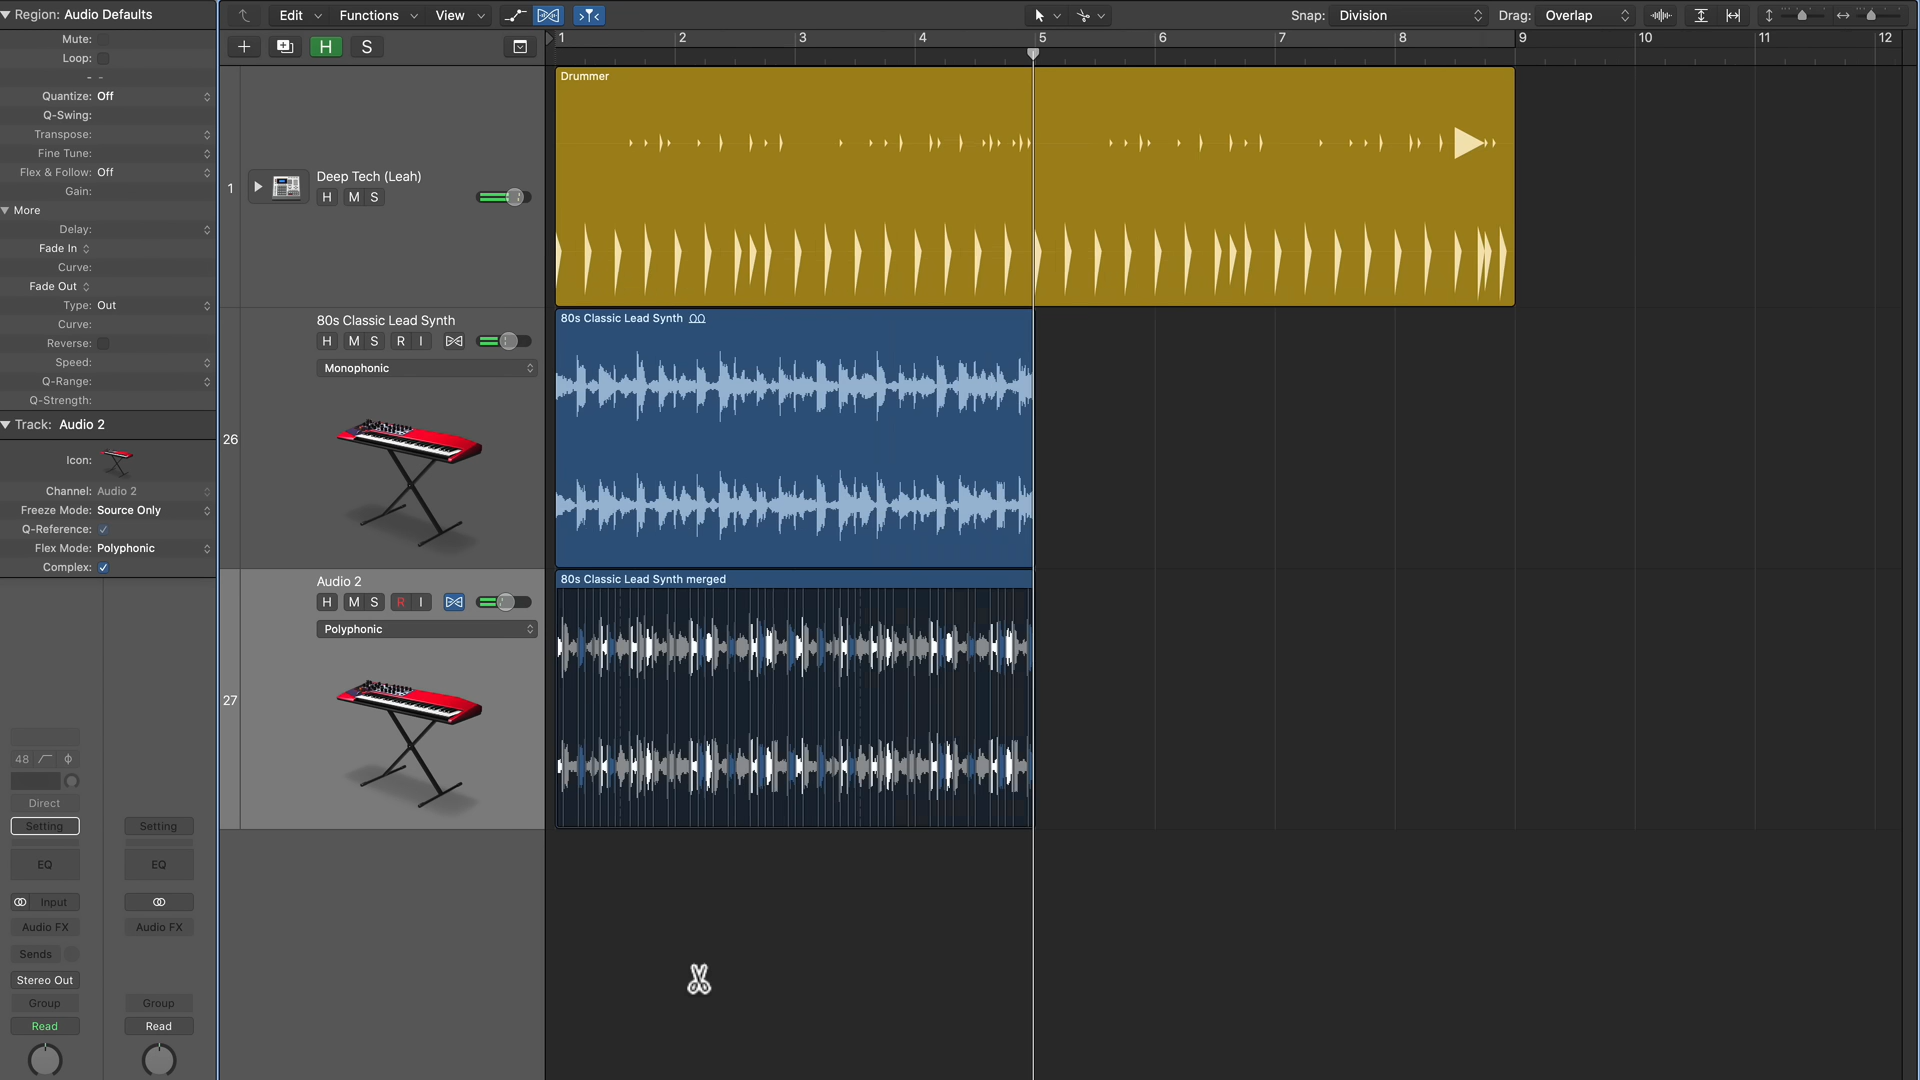 Region: Audio Defaults
Mute:
Loop:
Quantize: Off
Q-Swing:
Transpose:
Fine Tune:
Flex & Follow: Off
Gain:
More
Delay:
Fade In
Curve:
Fade Out
Type: Out
Curve:
Reverse:
Speed:
Q-Range:
Q-Strength:
Track: Audio 2
Icon:
Channel: Audio 2
Freeze Mode: Source Only
Q-Reference:
Flex Mode: Polyphonic
Complex:
48
Direct
Setting Setting
EQ EQ
Input
Audio FX Audio FX
Sends
Stereo Out
Group Group
Read Read
Edit Functions View
Snap: Division Drag: Overlap
H S
1 2 3 4 5 6 7 8 9 10 11 12
1
Deep Tech (Leah)
H M S
Drummer
26
80s Classic Lead Synth
H M S R I
Monophonic
80s Classic Lead Synth
27
Audio 2
H M S R I
Polyphonic
80s Classic Lead Synth merged